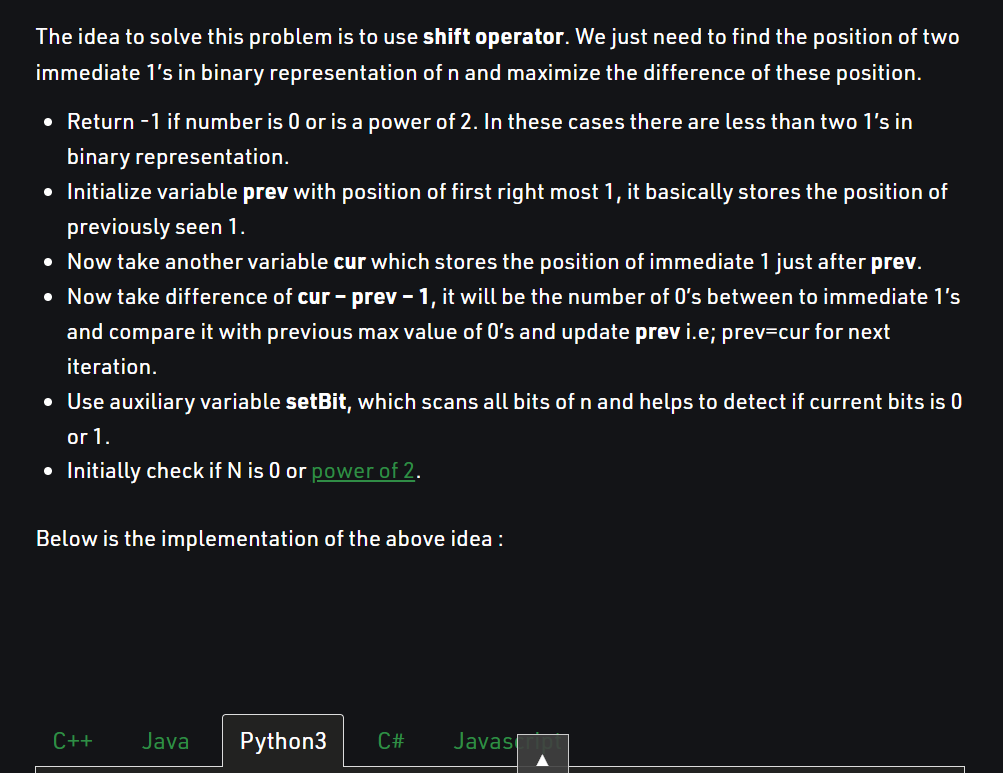 The idea to solve this problem is to use shift operator. We just need to find the position of two
immediate 1's in binary representation of n and maximize the difference of these position.
• Return -1 if number is 0 or is a power of 2. In these cases there are less than two 1's in
binary representation.
• Initialize variable prev with position of first right most 1, it basically stores the position of
previously seen 1.
• Now take another variable cur which stores the position of immediate 1 just after prev.
• Now take difference of cur – prev – 1, it will be the number of 0's between to immediate 1's
and compare it with previous max value of 0's and update prev i.e; prev=cur for next
iteration.
• Use auxiliary variable setBit, which scans all bits of n and helps to detect if current bits is 0
or 1.
• Initially check if N is 0 or power of 2.
Below is the implementation of the above idea :
C++ Java Python3 C# Javascript